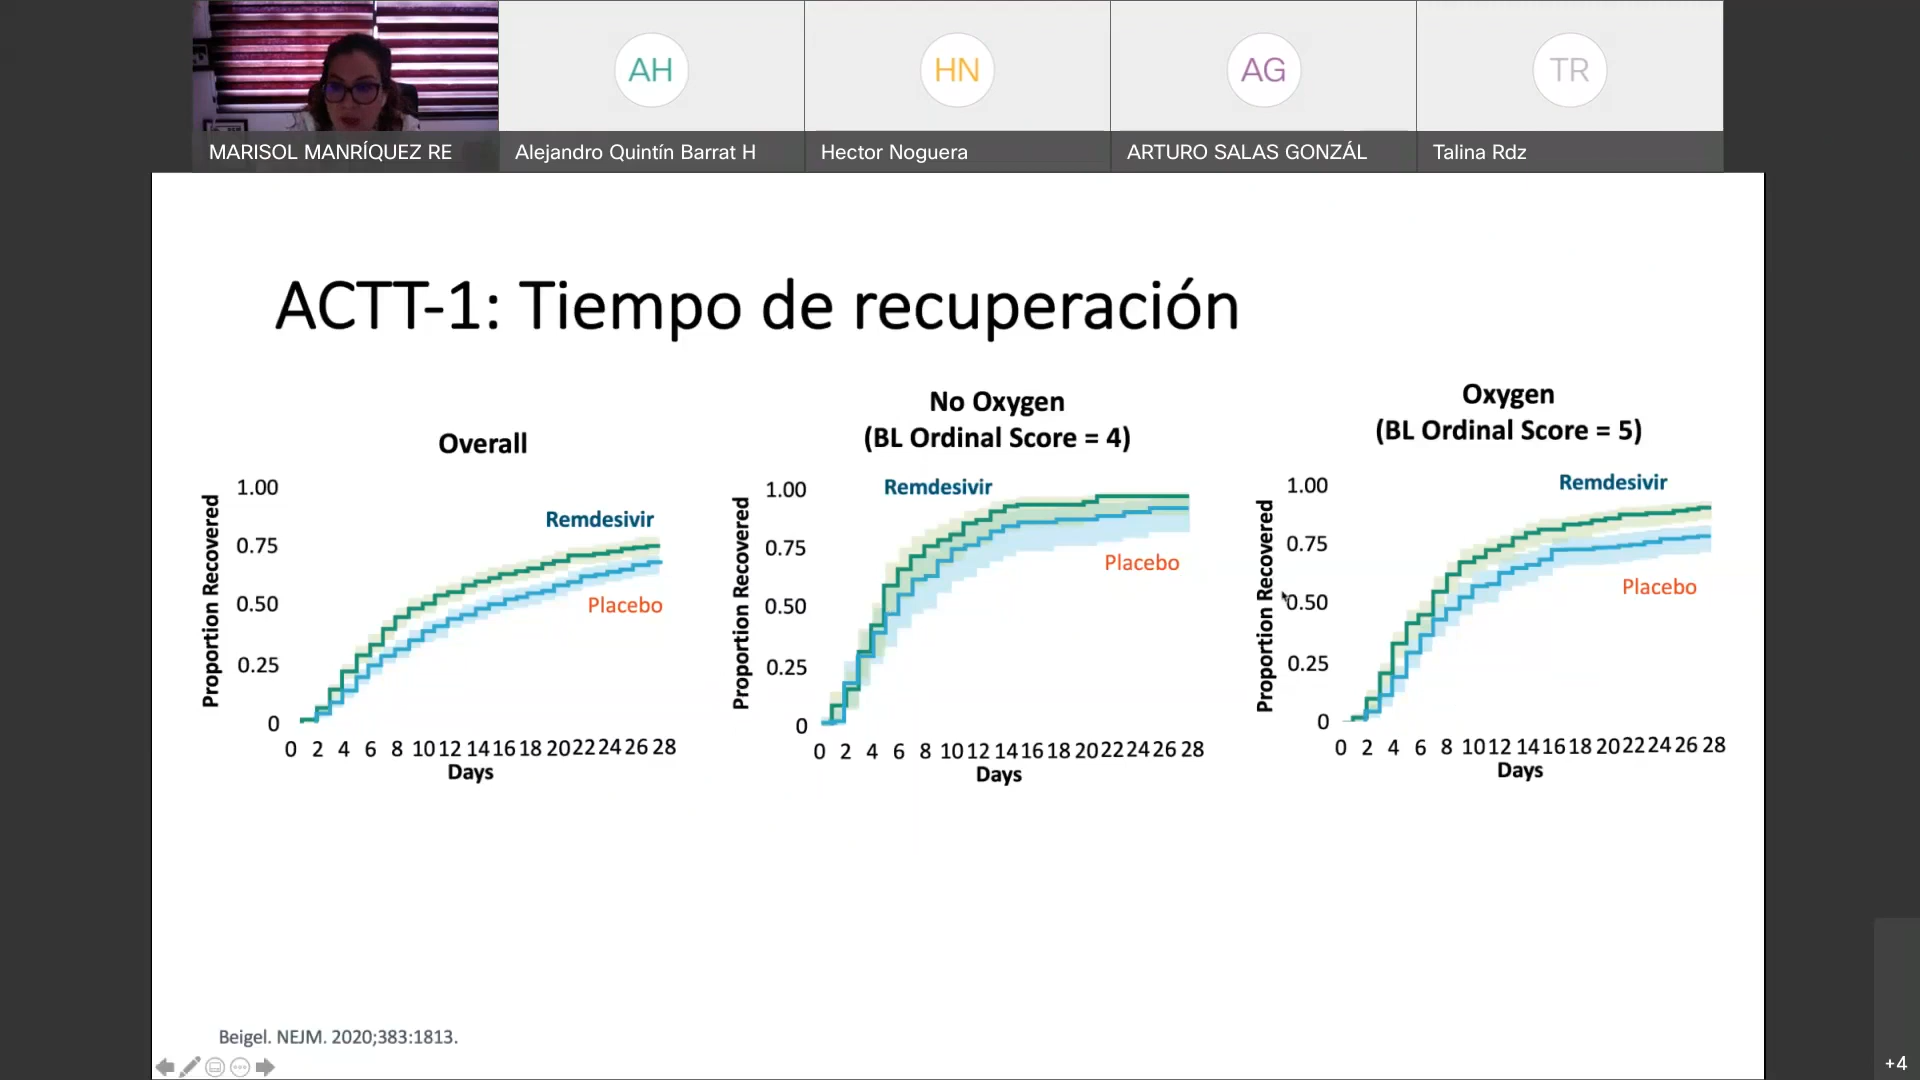 AH
HN
AG
TR
MARISOL MANRÍQUEZ RE
Alejandro Quintín Barrat H
Hector Noguera
ARTURO SALAS GONZÁL
Talina Rdz
ACTT-1: Tiempo de recuperación
Overall
Proportion Recovered
1.00
0.75
0.50
0.25
0
Remdesivir
Placebo
0 2 4 6 8 10 12 14 16 18 20 22 24 26 28
Days
No Oxygen
(BL Ordinal Score = 4)
Proportion Recovered
1.00
0.75
0.50
0.25
0
Remdesivir
Placebo
0 2 4 6 8 10 12 14 16 18 20 22 24 26 28
Days
Oxygen
(BL Ordinal Score = 5)
Proportion Recovered
1.00
0.75
0.50
0.25
0
Remdesivir
Placebo
0 2 4 6 8 10 12 14 16 18 20 22 24 26 28
Days
Beigel. NEJM. 2020;383:1813.
+4